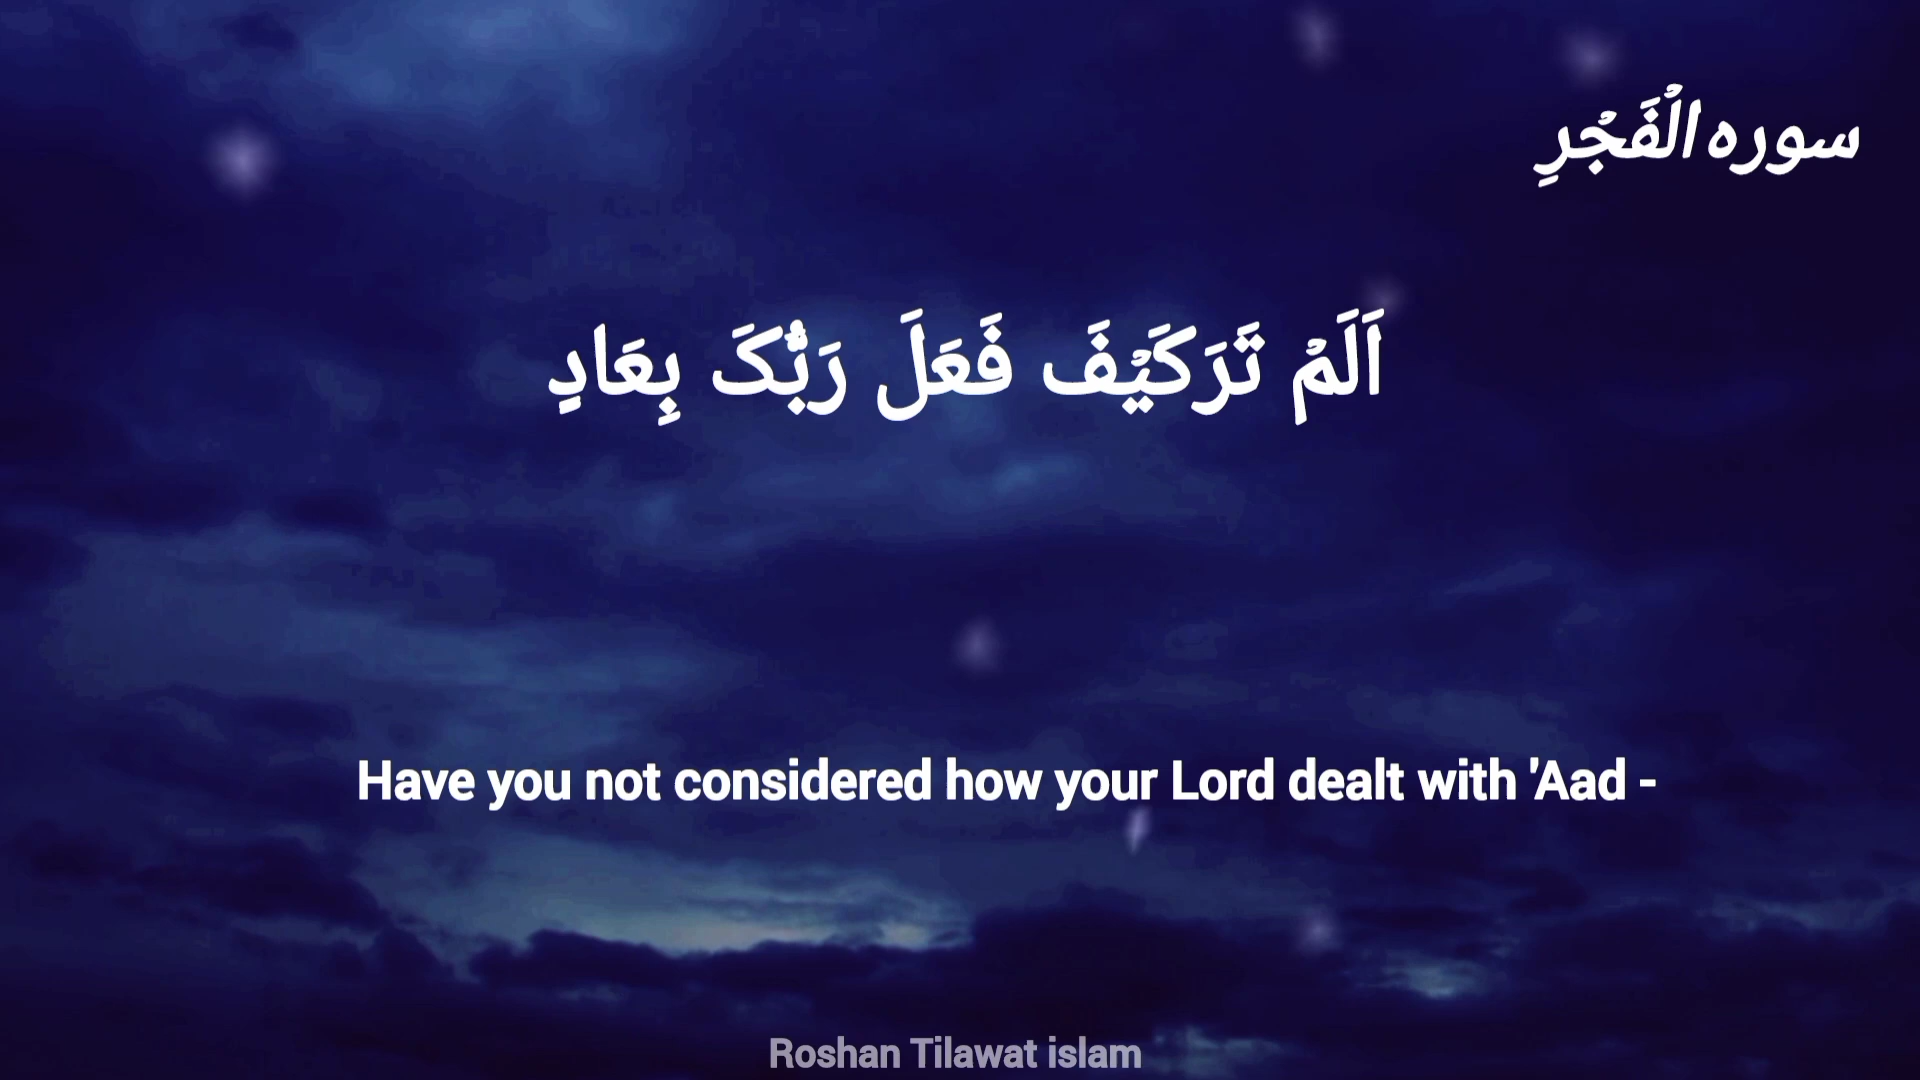 سورہ الْفَجْرِ
اَلَمْ تَرَکَیْفَ فَعَلَ رَبُّکَ بِعَادٍ
Have you not considered how your Lord dealt with 'Aad -
Roshan Tilawat islam